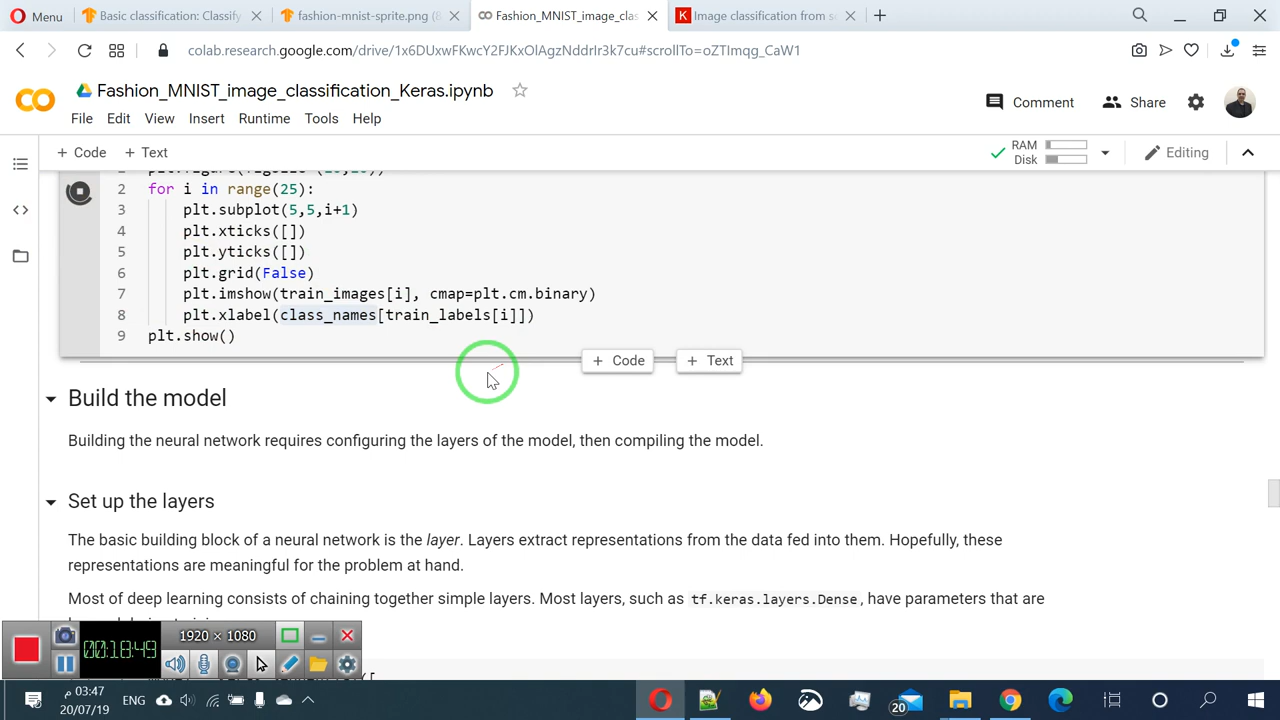 Menu
Basic classification: Classify
fashion-mnist-sprite.png (8
Fashion_MNIST_image_clas
K Image classification from s
colab.research.google.com/drive/1x6DUxwFKwcY2FJKxOlAgzNddrIr3k7cu#scrollTo=oZTImqg_CaW1
Fashion_MNIST_image_classification_Keras.ipynb
Comment
Share
File Edit View Insert Runtime Tools Help
+ Code + Text
RAM
Disk
Editing
2 for i in range(25):
3 plt.subplot(5,5,i+1)
4 plt.xticks([])
5 plt.yticks([])
6 plt.grid(False)
7 plt.imshow(train_images[i], cmap=plt.cm.binary)
8 plt.xlabel(class_names[train_labels[i]])
9 plt.show()
+ Code + Text
Build the model
Building the neural network requires configuring the layers of the model, then compiling the model.
Set up the layers
The basic building block of a neural network is the layer. Layers extract representations from the data fed into them. Hopefully, these
representations are meaningful for the problem at hand.
Most of deep learning consists of chaining together simple layers. Most layers, such as tf.keras.layers.Dense, have parameters that are
1920 × 1080
00:18:49
03:47 م
20/07/19
ENG
20